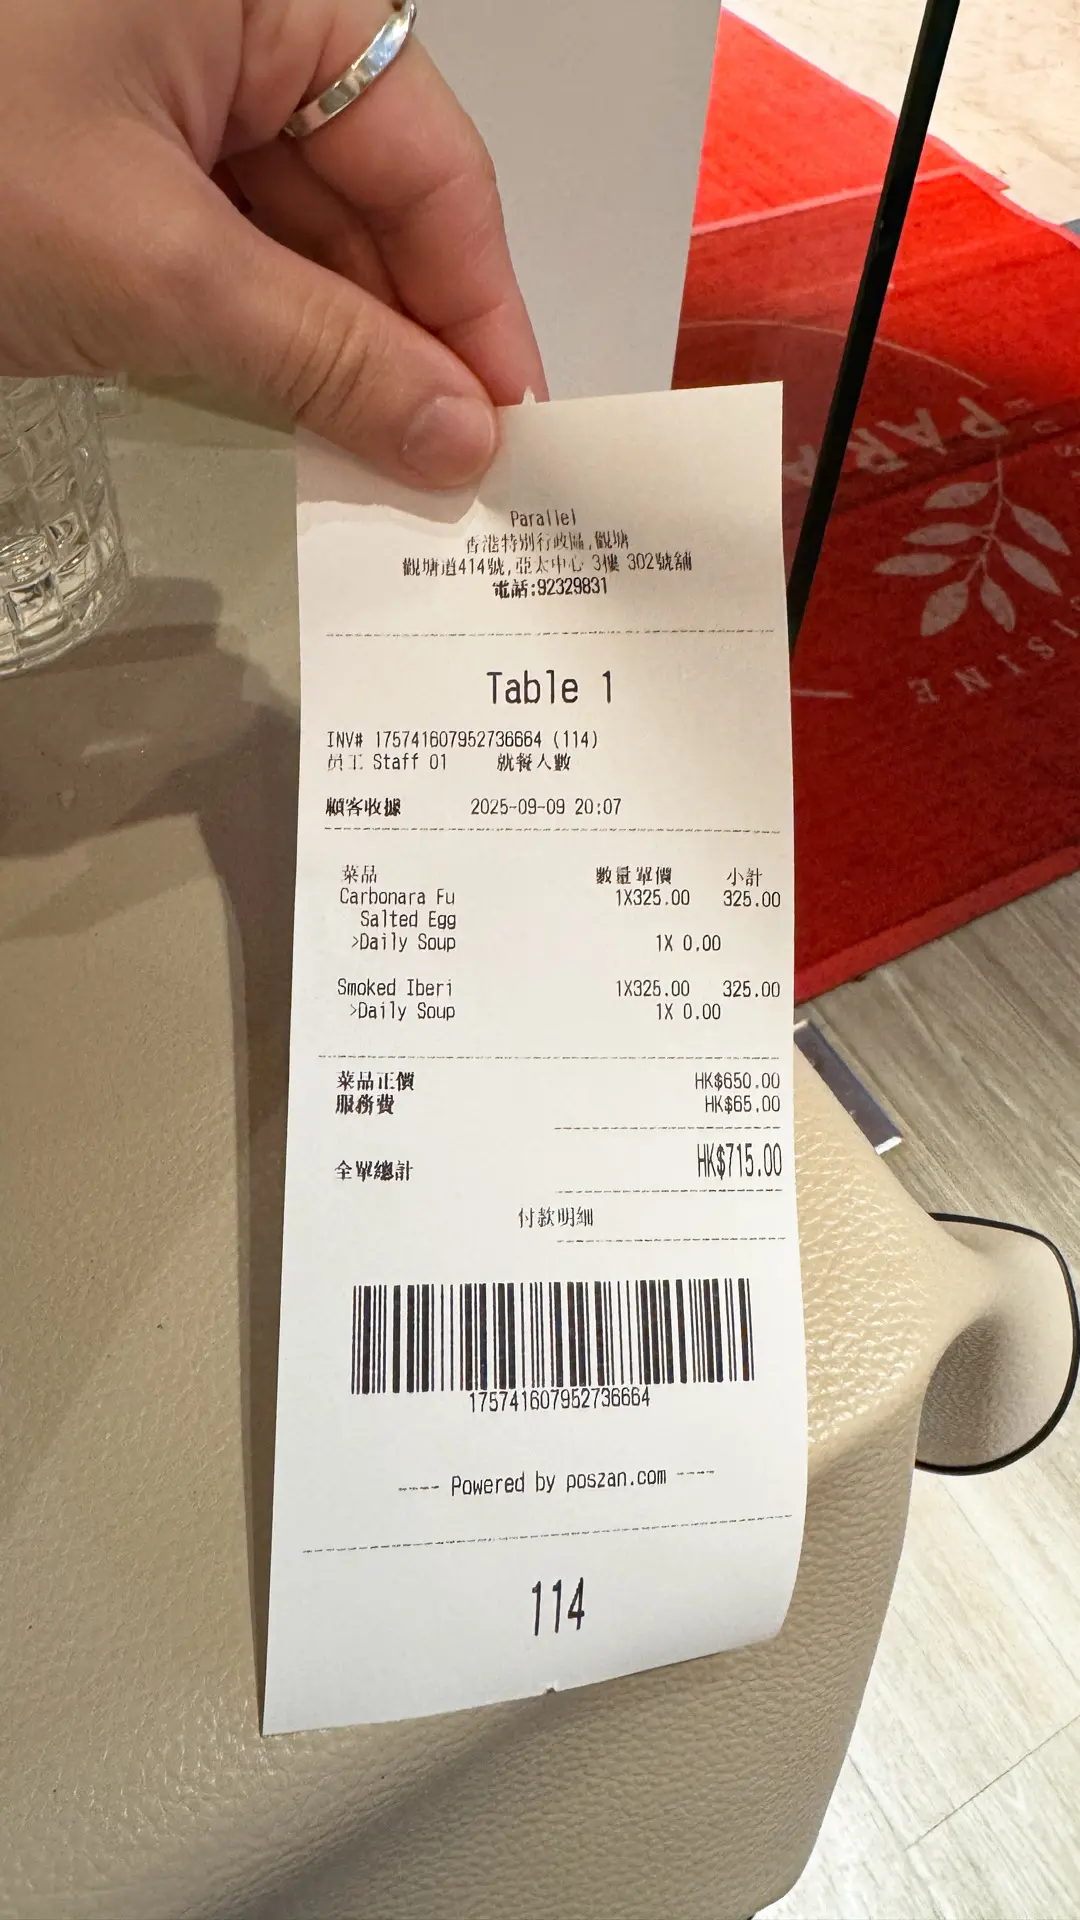 Parallel
香港特別行政區,觀塘
觀塘道414號,亞太中心 3樓 302號舖
電話:92329831
Table 1
INV# 175741607952736664 (114)
員工 Staff 01 就餐人數
顧客收據 2025-09-09 20:07
菜品 數量單價 小計
Carbonara Fu 1X325.00 325.00
Salted Egg
>Daily Soup 1X 0.00
Smoked Iberi 1X325.00 325.00
>Daily Soup 1X 0.00
菜品正價 HK$650.00
服務費 HK$65.00
全單總計 HK$715.00
付款明細
175741607952736664
---- Powered by poszan.com ----
114